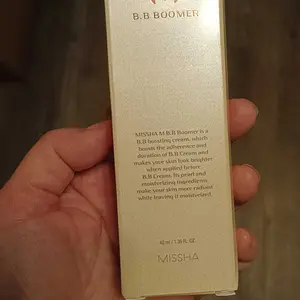 B.B BOOMER
MISSHA M B.B Boomer is a
B.B boosting cream, which
boosts the adherence and
duration of B.B Cream and
makes your skin look brighter
when applied before
B.B Cream. Its pearl and
moisturizing ingredients
make your skin more radiant
while leaving it moisturized.
40 ml / 1.35 FL. OZ
MISSHA